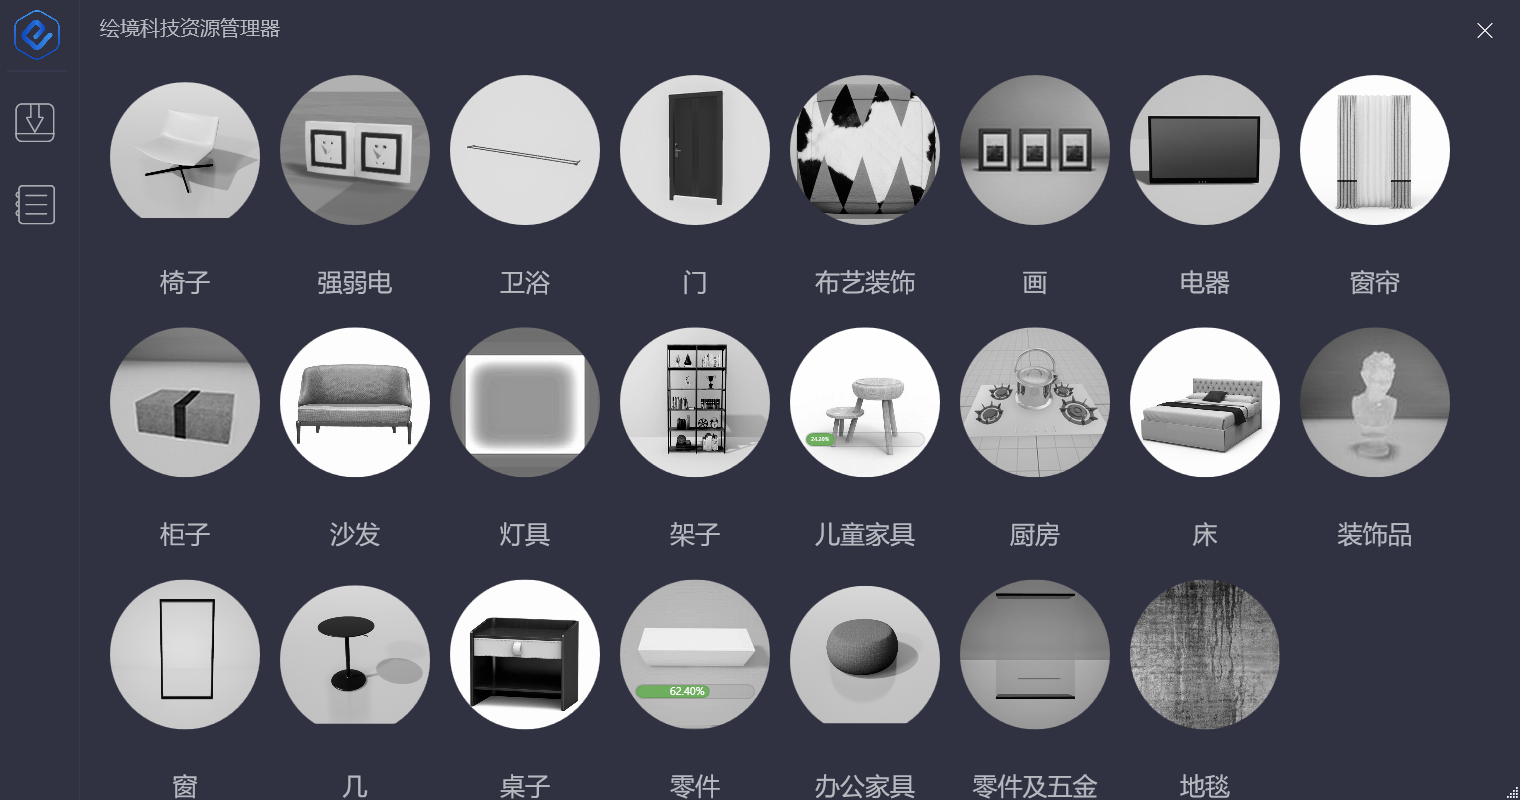 绘境科技资源管理器
椅子
强弱电
卫浴
门
布艺装饰
画
电器
窗帘
24.20%
柜子
沙发
灯具
架子
儿童家具
厨房
床
装饰品
62.40%
窗
几
桌子
零件
办公家具
零件及五金
地毯